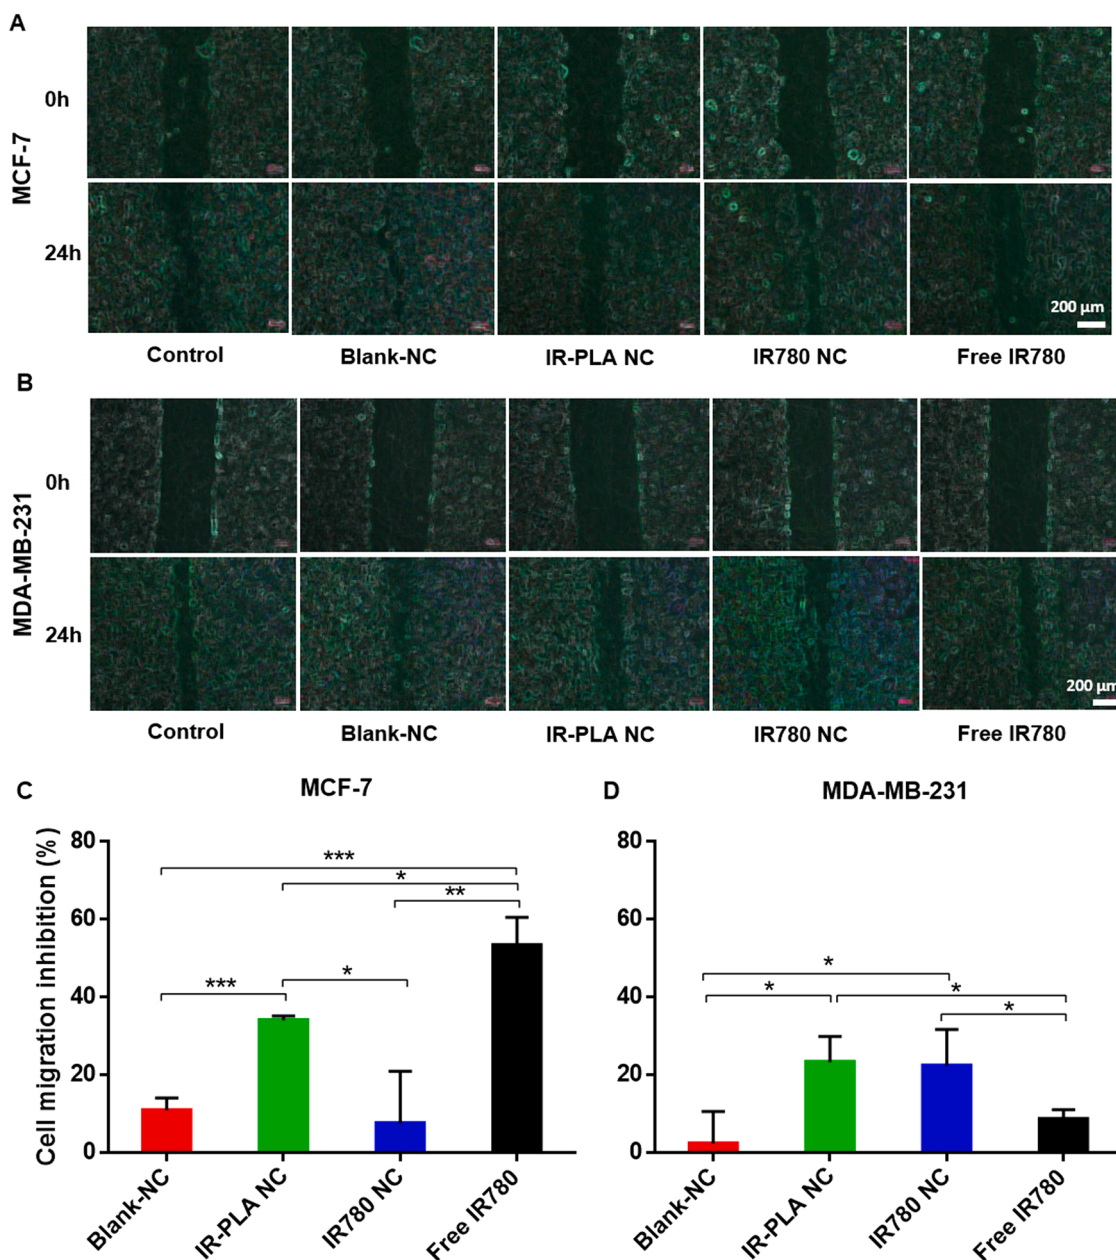 A
MCF-7
0h
24h
200 µm
Control Blank-NC IR-PLA NC IR780 NC Free IR780
B
MDA-MB-231
0h
24h
200 µm
Control Blank-NC IR-PLA NC IR780 NC Free IR780
C MCF-7
Cell migration inhibition (%)
80
60
40
20
0
***
*
**
***
*
Blank-NC IR-PLA NC IR780 NC Free IR780
D MDA-MB-231
80
60
40
20
0
*
*
*
*
Blank-NC IR-PLA NC IR780 NC Free IR780